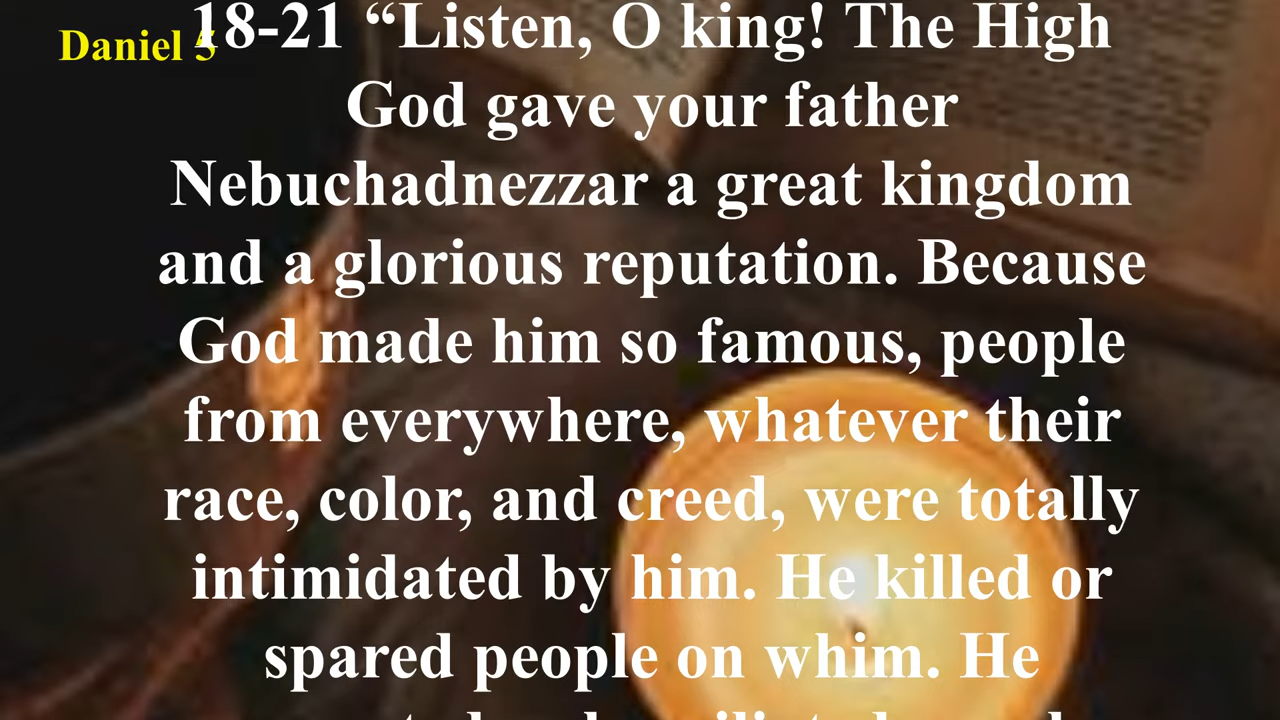 Daniel 5
18-21 “Listen, O king! The High
God gave your father
Nebuchadnezzar a great kingdom
and a glorious reputation. Because
God made him so famous, people
from everywhere, whatever their
race, color, and creed, were totally
intimidated by him. He killed or
spared people on whim. He